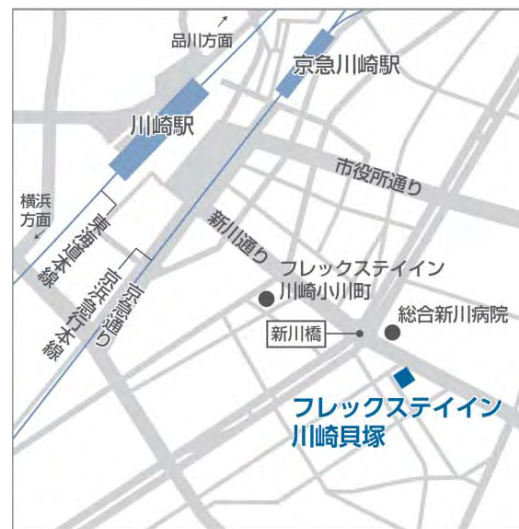 品川方面
京急川崎駅
川崎駅
市役所通り
横浜
方面
新川通り
東海道本線
京浜急行本線
京急通り
フレックステイイン
川崎小川町
新川橋
総合新川病院
フレックステイイン
川崎貝塚